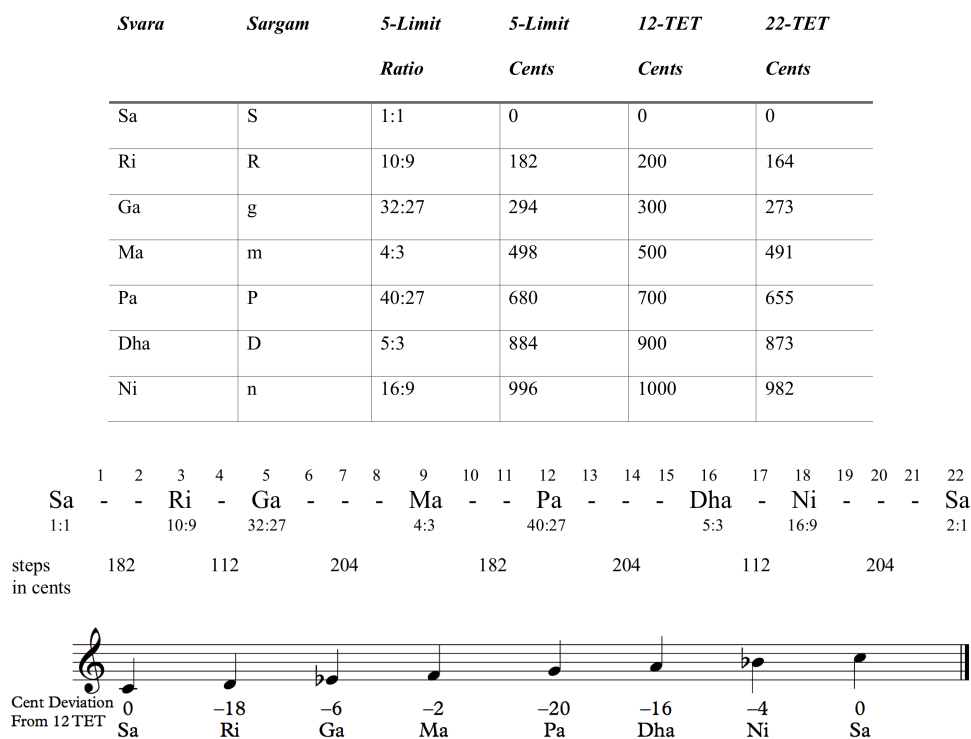 Svara Sargam 5-Limit 5-Limit 12-TET 22-TET
Ratio Cents Cents Cents
Sa S 1:1 0 0 0
Ri R 10:9 182 200 164
Ga g 32:27 294 300 273
Ma m 4:3 498 500 491
Pa P 40:27 680 700 655
Dha D 5:3 884 900 873
Ni n 16:9 996 1000 982
1 2 3 4 5 6 7 8 9 10 11 12 13 14 15 16 17 18 19 20 21 22
Sa - - Ri - Ga - - - Ma - - Pa - - - Dha - Ni - - - Sa
1:1 10:9 32:27 4:3 40:27 5:3 16:9 2:1
steps 182 112 204 182 204 112 204
in cents
Cent Deviation 0 –18 –6 –2 –20 –16 –4 0
From 12 TET
Sa Ri Ga Ma Pa Dha Ni Sa